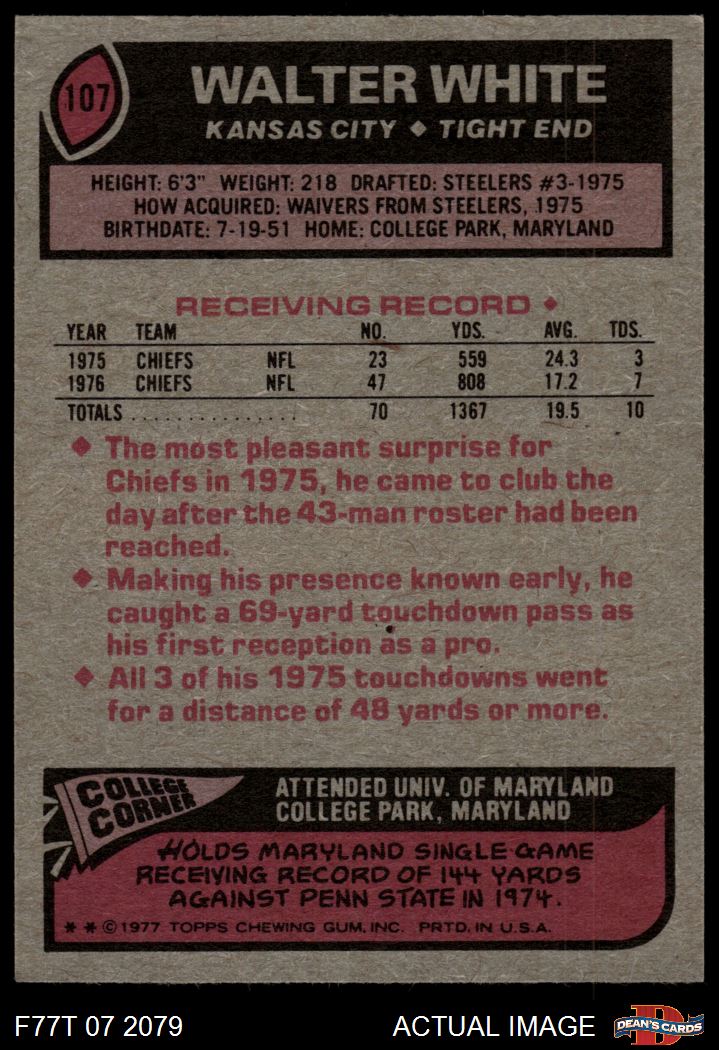 107
WALTER WHITE
KANSAS CITY ◆ TIGHT END
HEIGHT: 6'3" WEIGHT: 218 DRAFTED: STEELERS #3-1975
HOW ACQUIRED: WAIVERS FROM STEELERS, 1975
BIRTHDATE: 7-19-51 HOME: COLLEGE PARK, MARYLAND
RECEIVING RECORD ◆
YEAR TEAM NO. YDS. AVG. TDS.
1975 CHIEFS NFL 23 559 24.3 3
1976 CHIEFS NFL 47 808 17.2 7
TOTALS . . . . . . . . . . . . . . . 70 1367 19.5 10
◆ The most pleasant surprise for
Chiefs in 1975, he came to club the
day after the 43-man roster had been
reached.
◆ Making his presence known early, he
caught a 69-yard touchdown pass as
his first reception as a pro.
◆ All 3 of his 1975 touchdowns went
for a distance of 48 yards or more.
COLLEGE
CORNER
ATTENDED UNIV. OF MARYLAND
COLLEGE PARK, MARYLAND
HOLDS MARYLAND SINGLE-GAME
RECEIVING RECORD OF 144 YARDS
AGAINST PENN STATE IN 1974.
* * © 1977 TOPPS CHEWING GUM, INC. PRTD. IN U.S.A.
F77T 07 2079 ACTUAL IMAGE
D
DEAN'S CARDS